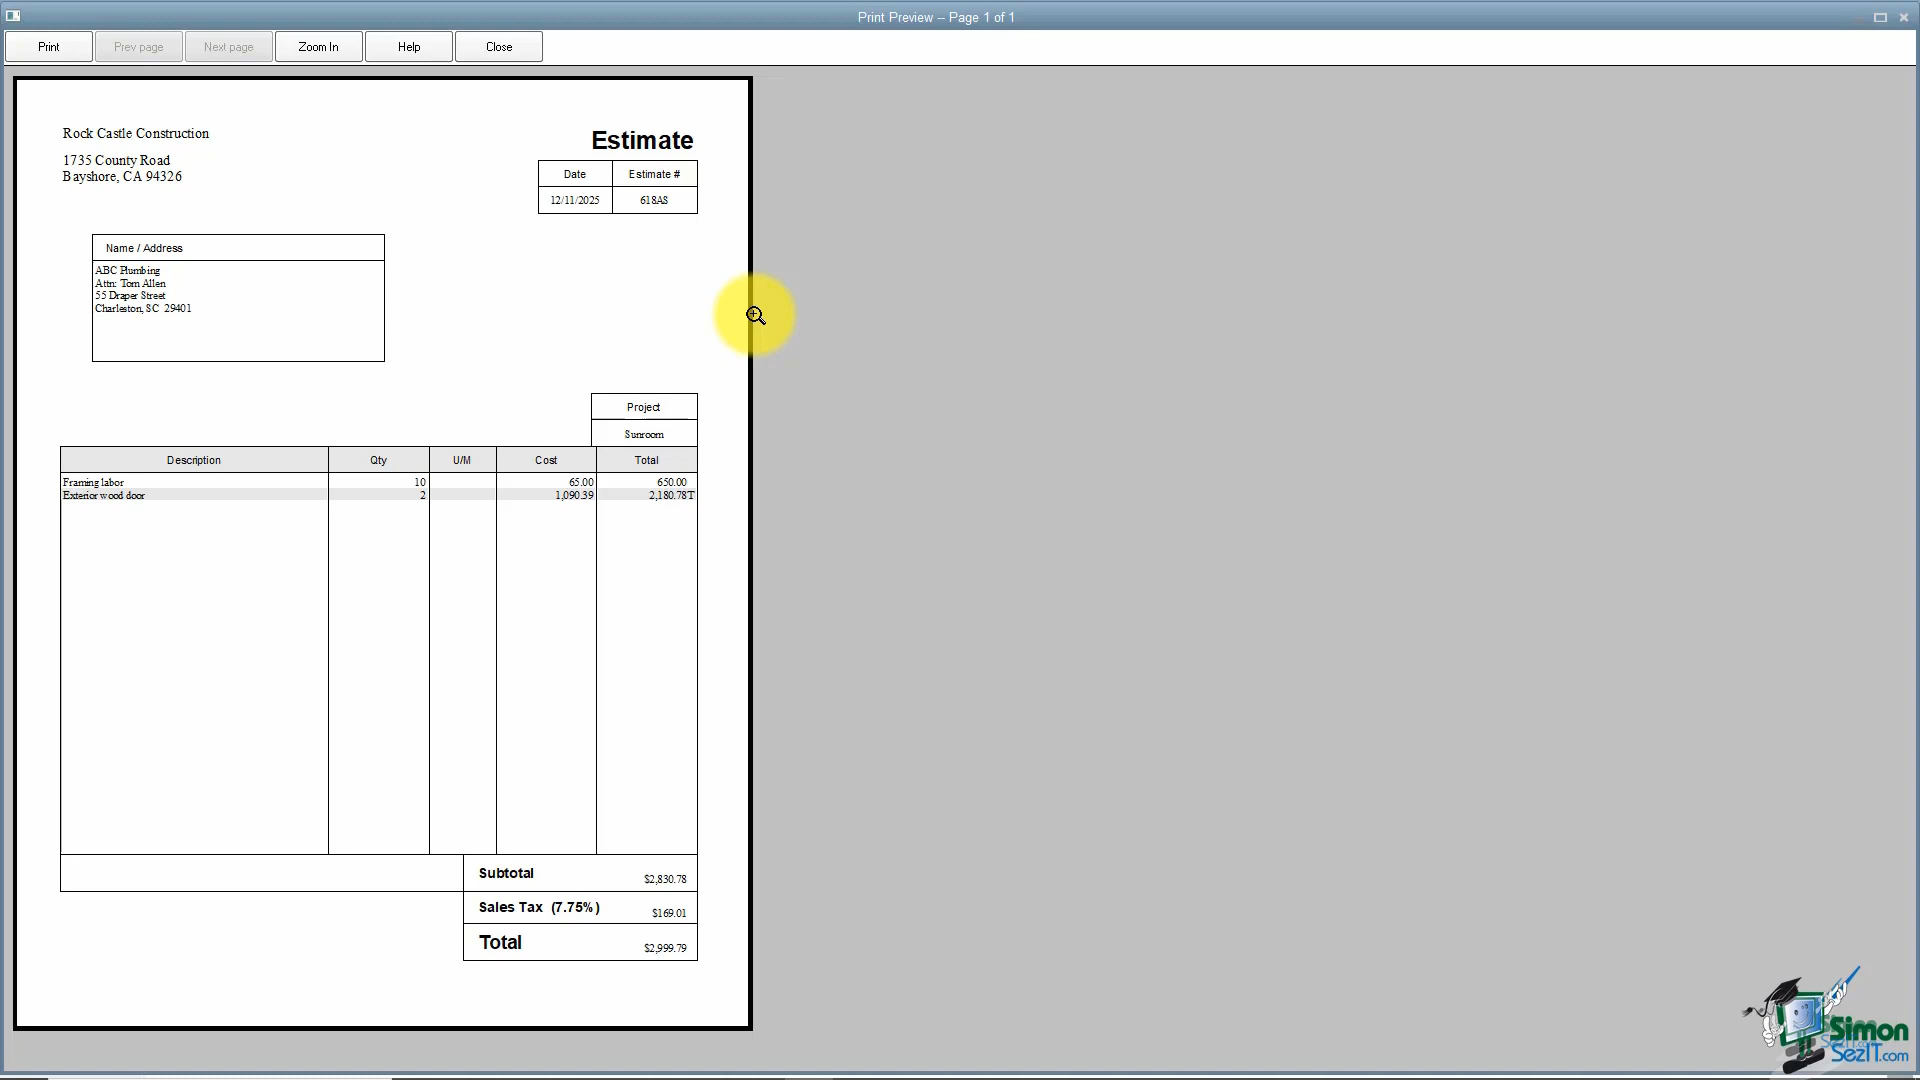 Print Preview -- Page 1 of 1
Print Prev page Next page Zoom In Help Close
Rock Castle Construction
1735 County Road
Bayshore, CA 94326
Estimate
Date Estimate #
12/11/2025 618AS
Name / Address
ABC Plumbing
Attn: Tom Allen
55 Draper Street
Charleston, SC 29401
Project
Sunroom
Description Qty U/M Cost Total
Framing labor 10 65.00 650.00
Exterior wood door 2 1,090.39 2,180.78T
Subtotal $2,830.78
Sales Tax (7.75%) $169.01
Total $2,999.79
Simon
SezIT.com